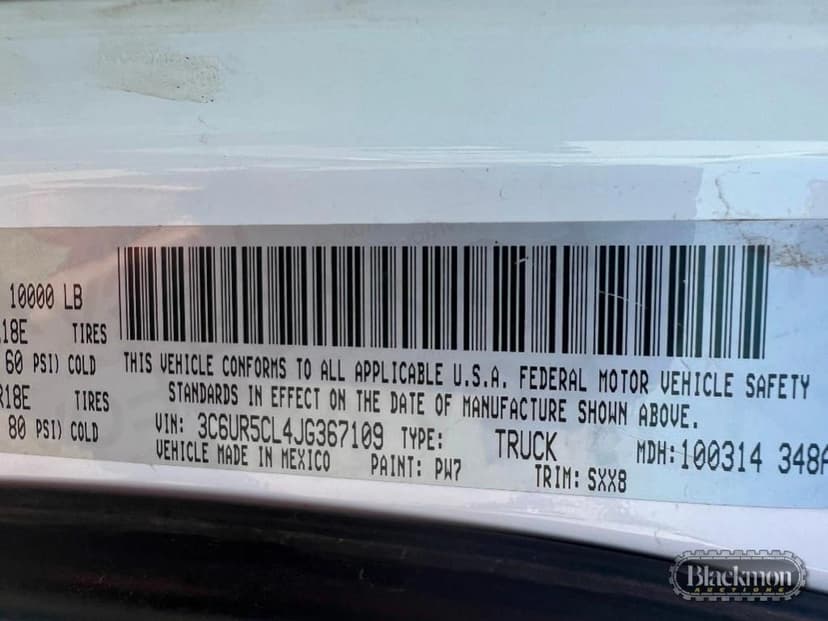 10000 LB
18E TIRES
60 PSI) COLD
R18E TIRES
80 PSI) COLD
THIS VEHICLE CONFORMS TO ALL APPLICABLE U.S.A. FEDERAL MOTOR VEHICLE SAFETY
STANDARDS IN EFFECT ON THE DATE OF MANUFACTURE SHOWN ABOVE.
VIN: 3C6UR5CL4JG367109 TYPE: TRUCK MDH:100314 348A
VEHICLE MADE IN MEXICO PAINT: PW7 TRIM: SXX8
Blackmon
AUCTIONS